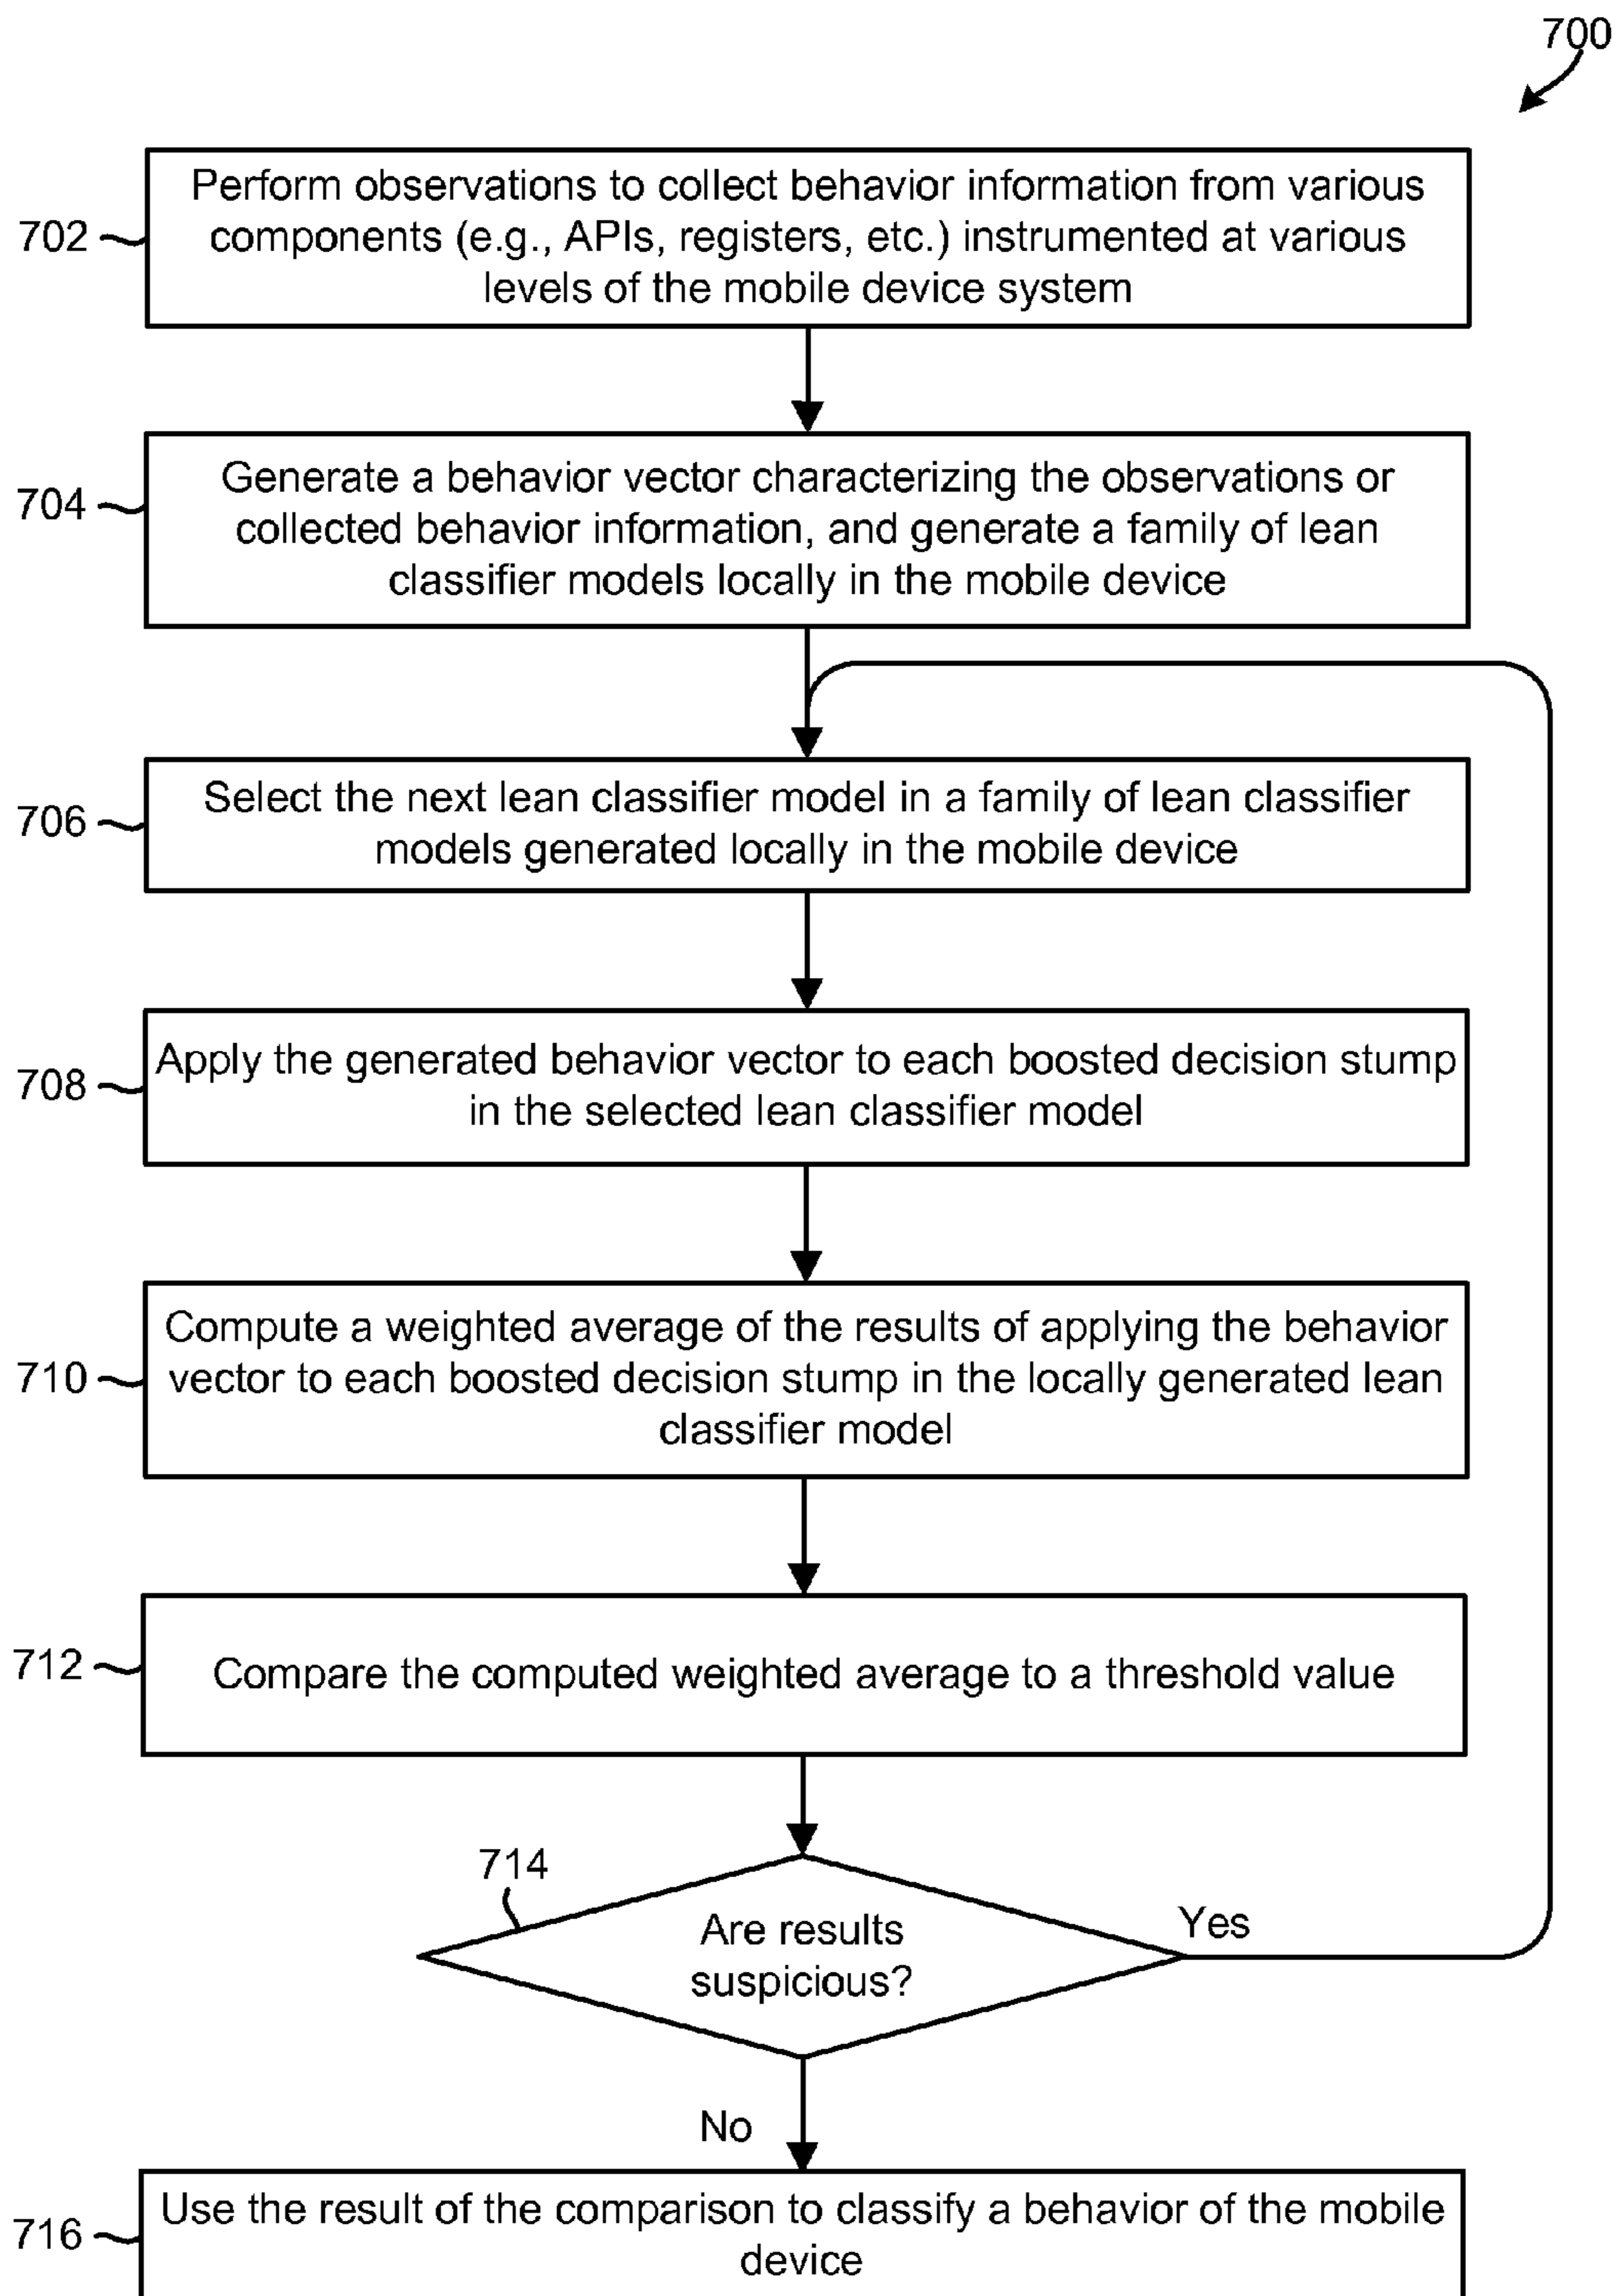 700
702
Perform observations to collect behavior information from various
components (e.g., APIs, registers, etc.) instrumented at various
levels of the mobile device system
704
Generate a behavior vector characterizing the observations or
collected behavior information, and generate a family of lean
classifier models locally in the mobile device
706
Select the next lean classifier model in a family of lean classifier
models generated locally in the mobile device
708
Apply the generated behavior vector to each boosted decision stump
in the selected lean classifier model
710
Compute a weighted average of the results of applying the behavior
vector to each boosted decision stump in the locally generated lean
classifier model
712
Compare the computed weighted average to a threshold value
714
Are results
suspicious?
Yes
No
716
Use the result of the comparison to classify a behavior of the mobile
device